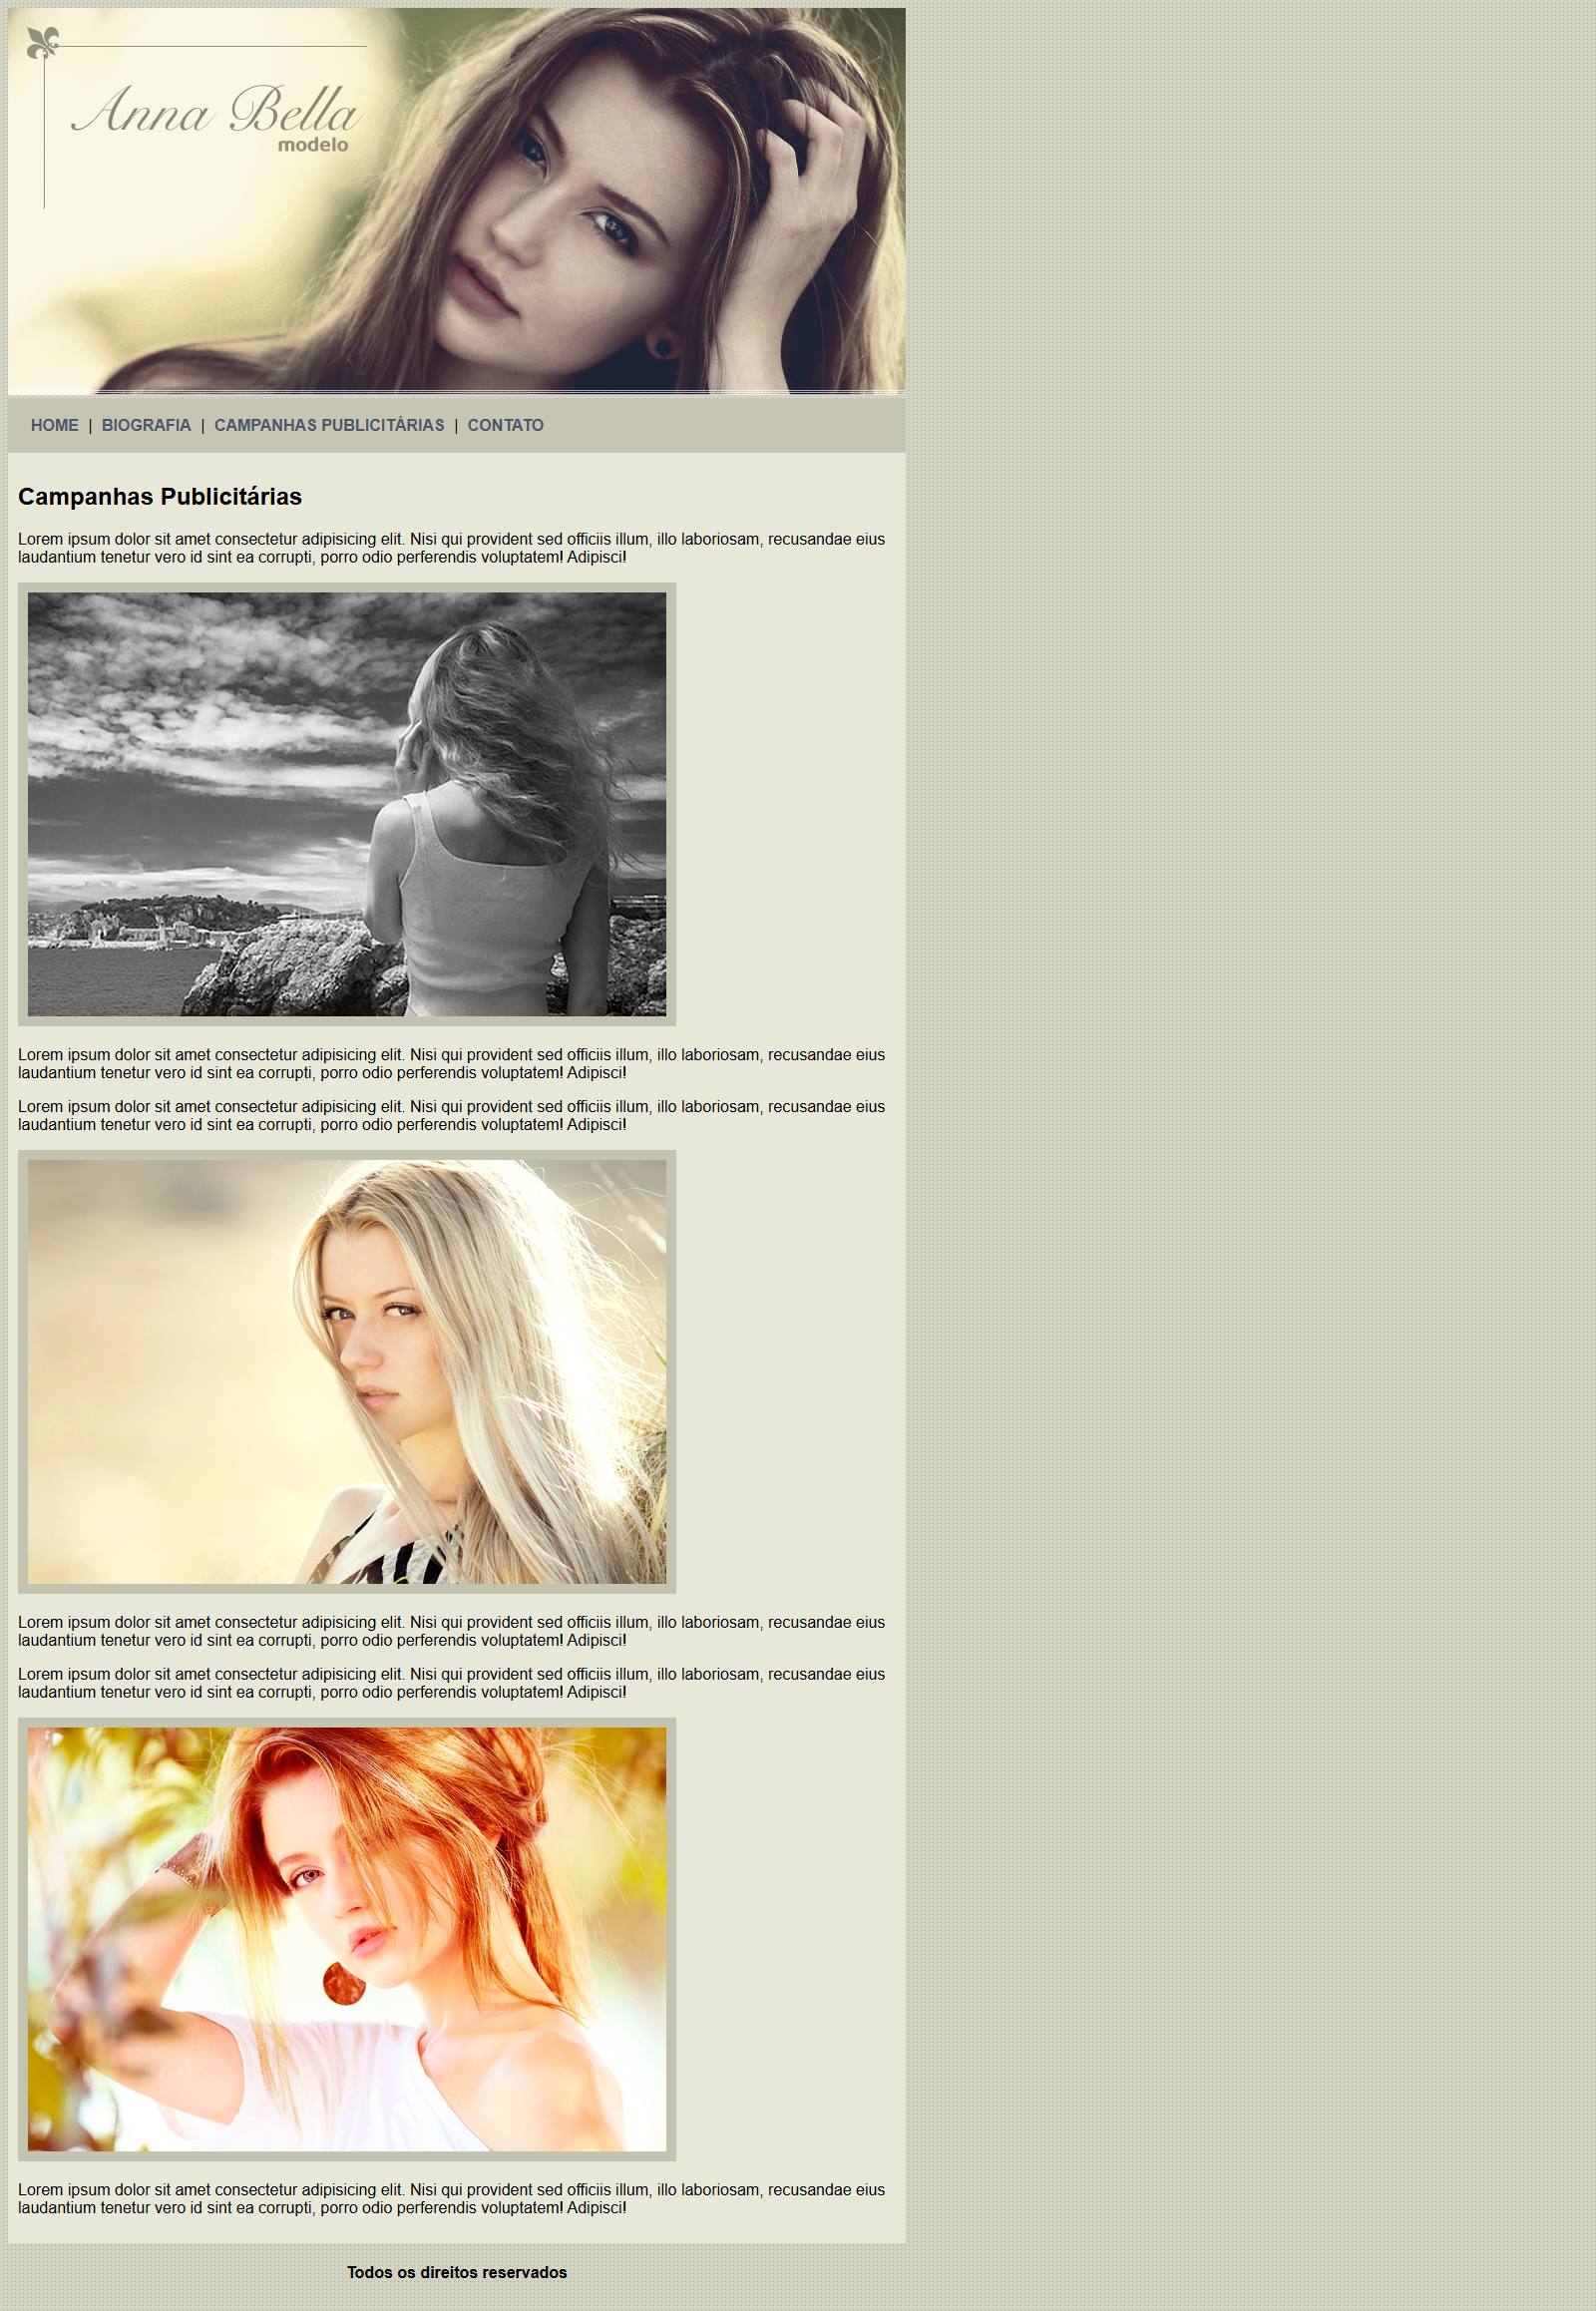 Anna Bella
modelo
HOME | BIOGRAFIA | CAMPANHAS PUBLICITÁRIAS | CONTATO
Campanhas Publicitárias
Lorem ipsum dolor sit amet consectetur adipisicing elit. Nisi qui provident sed officiis illum, illo laboriosam, recusandae eius
laudantium tenetur vero id sint ea corrupti, porro odio perferendis voluptatem! Adipisci!
Lorem ipsum dolor sit amet consectetur adipisicing elit. Nisi qui provident sed officiis illum, illo laboriosam, recusandae eius
laudantium tenetur vero id sint ea corrupti, porro odio perferendis voluptatem! Adipisci!
Lorem ipsum dolor sit amet consectetur adipisicing elit. Nisi qui provident sed officiis illum, illo laboriosam, recusandae eius
laudantium tenetur vero id sint ea corrupti, porro odio perferendis voluptatem! Adipisci!
Lorem ipsum dolor sit amet consectetur adipisicing elit. Nisi qui provident sed officiis illum, illo laboriosam, recusandae eius
laudantium tenetur vero id sint ea corrupti, porro odio perferendis voluptatem! Adipisci!
Lorem ipsum dolor sit amet consectetur adipisicing elit. Nisi qui provident sed officiis illum, illo laboriosam, recusandae eius
laudantium tenetur vero id sint ea corrupti, porro odio perferendis voluptatem! Adipisci!
Lorem ipsum dolor sit amet consectetur adipisicing elit. Nisi qui provident sed officiis illum, illo laboriosam, recusandae eius
laudantium tenetur vero id sint ea corrupti, porro odio perferendis voluptatem! Adipisci!
Todos os direitos reservados